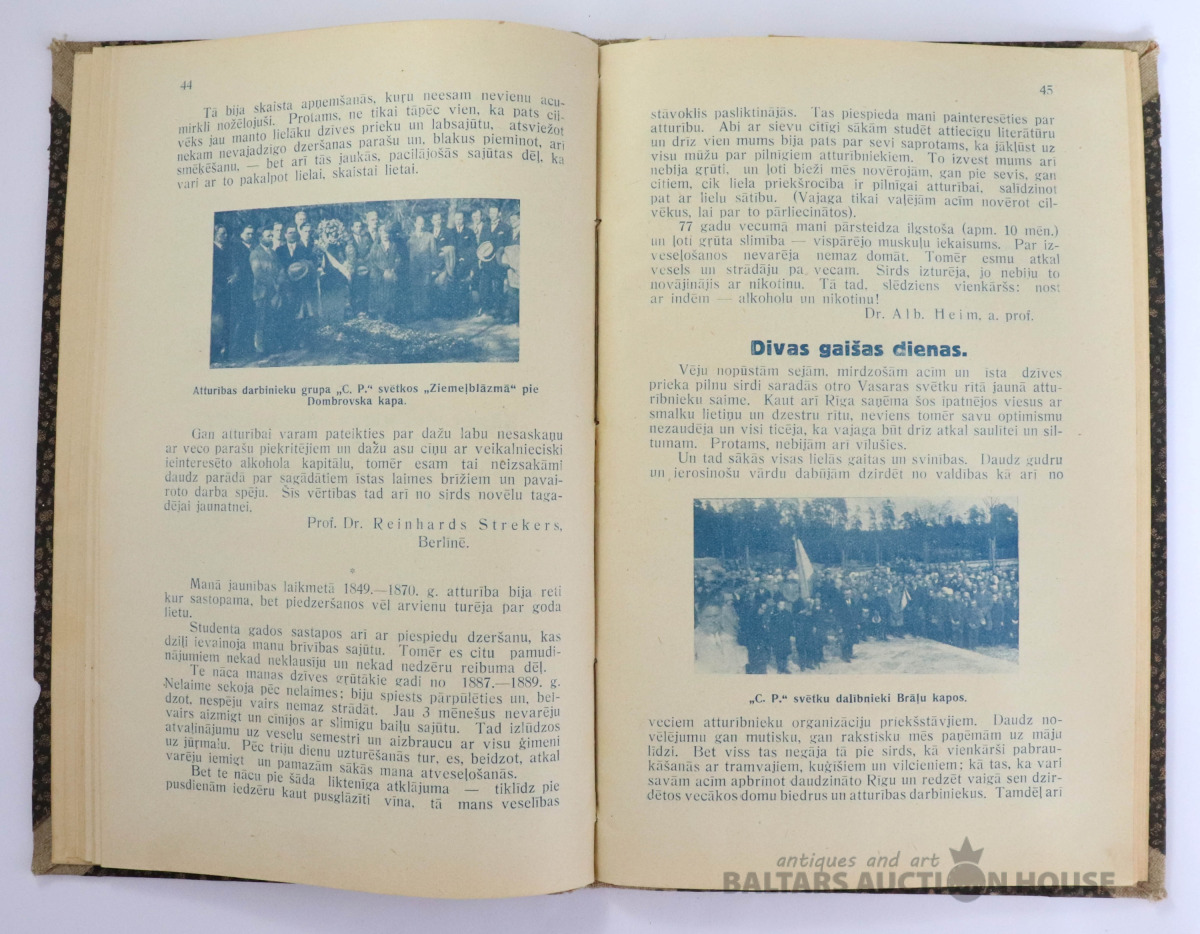 44
Tā bija skaista apņemšanās, kuŗu neesam nevienu acu-
mirkli nožēlojuši. Protams, ne tikai tāpēc vien, ka pats cil-
vēks jau manto lielāku dzīves prieku un labsajūtu, atsviežot
nekam nevajadzīgo dzeršanas parašu un, blakus pieminot, arī
smēķēšanu, — bet arī tās jaukās, pacilājošās sajūtas dēļ, ka
vari ar to pakalpot lielai, skaistai lietai.
Atturības darbinieku grupa „C. P.“ svētkos „Ziemeļblāzmā“ pie
Dombrovska kapa.
Gan atturībai varam pateikties par dažu labu nesaskaņu
ar veco parašu piekritējiem un dažu asu cīņu ar veikalnieciski
ieinteresēto alkohola kapitālu, tomēr esam tai neizsakāmi
daudz parādā par sagādātiem īstas laimes brīžiem un pavai-
roto darba spēju. Šīs vērtības tad arī no sirds novēlu taga-
dējai jaunatnei.
Prof. Dr. Reinhards Strekers,
Berlīnē.
*
Manā jaunības laikmetā 1849.—1870. g. atturība bija reti
kur sastopama, bet piedzeršanos vēl arvienu turēja par goda
lietu.
Studenta gados sastapos arī ar piespiedu dzeršanu, kas
dziļi ievainoja manu brīvības sajūtu. Tomēr es citu pamudi-
nājumiem nekad neklausīju un nekad nedzēru reibuma dēļ.
Te nāca manas dzīves grūtākie gadi no 1887.—1889. g.
Nelaime sekoja pēc nelaimes; biju spiests pārpūlēties un, bei-
dzot, nespēju vairs nemaz strādāt. Jau 3 mēnešus nevarēju
vairs aizmigt un cīnījos ar slimīgu baiļu sajūtu. Tad izlūdzos
atvaļinājumu uz veselu semestri un aizbraucu ar visu ģimeni
uz jūrmalu. Pēc triju dienu uzturēšanās tur, es, beidzot, atkal
varēju iemigt un pamazām sākās mana atveseļošanās.
Bet te nācu pie šāda liktenīga atklājuma — tiklīdz pie
pusdienām iedzēru kaut pusglāzīti vīna, tā mans veselības
45
stāvoklis pasliktinājās. Tas piespieda mani painteresēties par
atturību. Abi ar sievu cītīgi sākām studēt attiecīgu literātūru
un drīz vien mums bija pats par sevi saprotams, ka jākļūst uz
visu mūžu par pilnīgiem atturībniekiem. To izvest mums arī
nebija grūti, un ļoti bieži mēs novērojām, gan pie sevis, gan
citiem, cik liela priekšrocība ir pilnīgai atturībai, salīdzinot
pat ar lielu sātību. (Vajaga tikai vaļējām acīm novērot cil-
vēkus, lai par to pārliecinātos).
77 gadu vecumā mani pārsteidza ilgstoša (apm. 10 mēn.)
un ļoti grūta slimība — vispārējo muskuļu iekaisums. Par iz-
veseļošanos nevarēja nemaz domāt. Tomēr esmu atkal
vesels un strādāju pa vecam. Sirds izturēja, jo nebiju to
novājinājis ar nikotīnu. Tā tad, slēdziens vienkāršs: nost
ar indēm — alkoholu un nikotīnu!
Dr. Alb. Heim, a. prof.
Divas gaišas dienas.
Vēju nopūstām sejām, mirdzošām acīm un īsta dzīves
prieka pilnu sirdi saradās otro Vasaras svētku rītā jaunā attu-
rībnieku saime. Kaut arī Rīga saņēma šos īpatnējos viesus ar
smalku lietiņu un dzestru rītu, neviens tomēr savu optimismu
nezaudēja un visi ticēja, ka vajaga būt drīz atkal saulītei un sil-
tumam. Protams, nebijām arī vīlušies.
Un tad sākās visas lielās gaitas un svinības. Daudz gudru
un ierosinošu vārdu dabūjām dzirdēt no valdības kā arī no
„C. P.“ svētku dalībnieki Brāļu kapos.
veciem atturībnieku organizāciju priekšstāvjiem. Daudz no-
vēlējumu gan mutisku, gan rakstisku mēs paņēmām uz māju
līdzi. Bet viss tas negāja tā pie sirds, kā vienkārši pabrau-
kāšanās ar tramvajiem, kuģīšiem un vilcieniem; kā tas, ka vari
savām acīm apbrīnot daudzināto Rīgu un redzēt vaigā sen dzir-
dētos vecākos domu biedrus un atturības darbiniekus. Tamdēļ arī
antiques and art
BALTARS AUCTION HOUSE